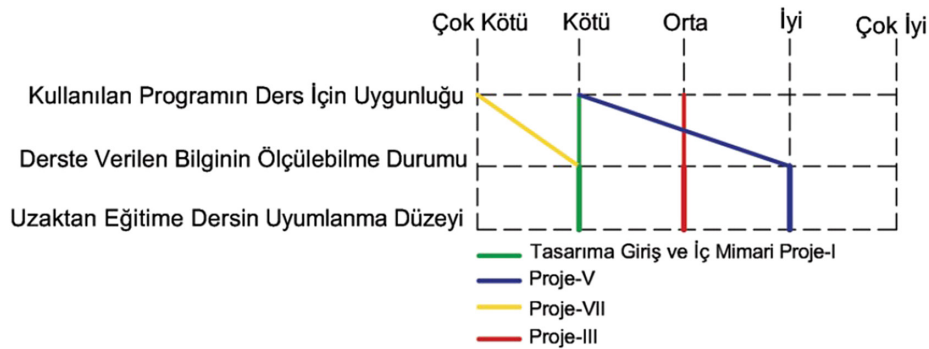 Çok Kötü Kötü Orta İyi Çok İyi
Kullanılan Programın Ders İçin Uygunluğu
Derste Verilen Bilginin Ölçülebilme Durumu
Uzaktan Eğitime Dersin Uyumlanma Düzeyi
Tasarıma Giriş ve İç Mimari Proje-I
Proje-V
Proje-VII
Proje-III